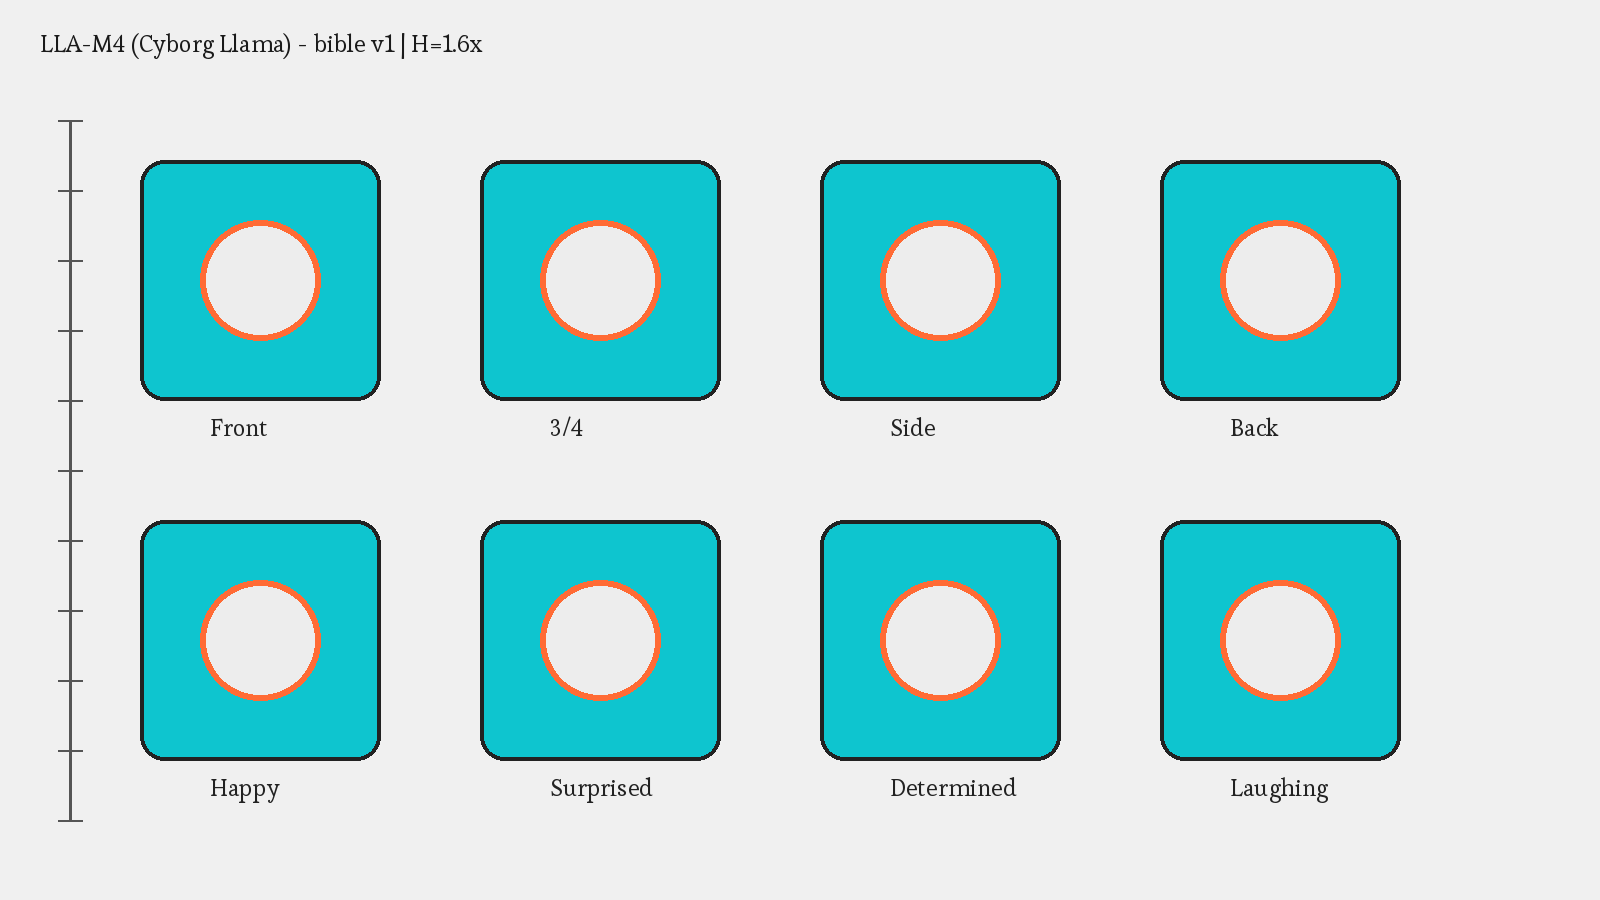 LLA-M4 (Cyborg Llama) - bible v1 | H=1.6x
Front
3/4
Side
Back
Happy
Surprised
Determined
Laughing